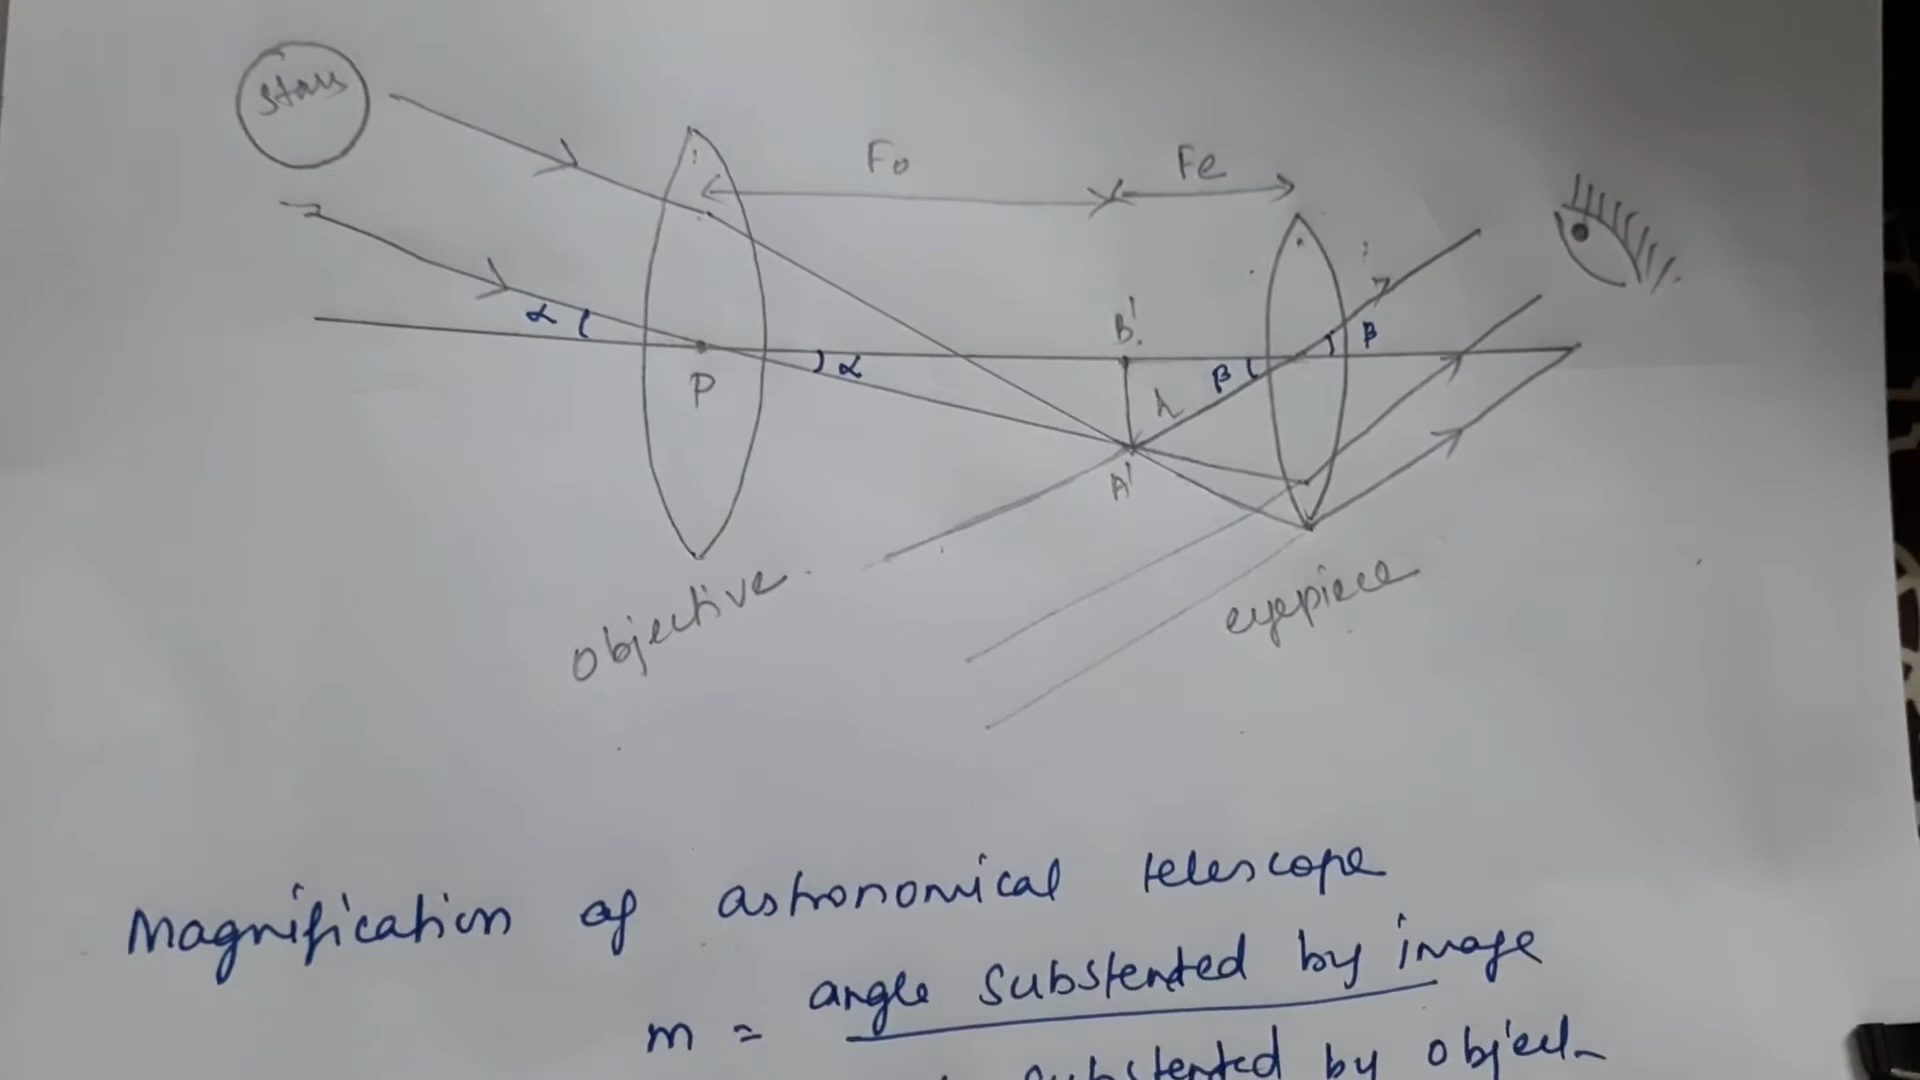 stars
Fo
Fe
α
α
P
B'
β
β
A'
objective
eyepiece
Magnification of astronomical telescope
m = angle substented by image
substented by object